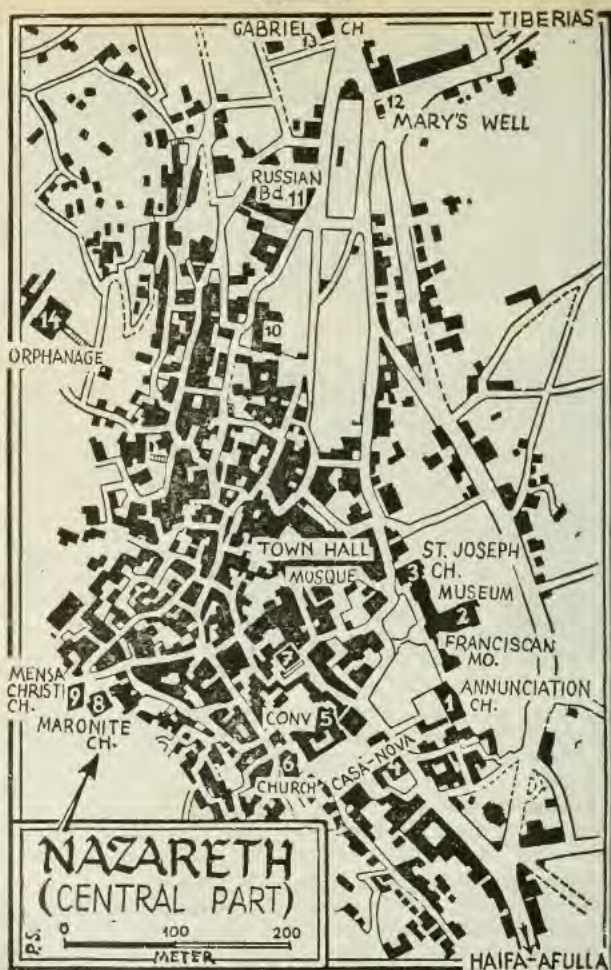 GABRIEL CH
13
TIBERIAS
12
MARY'S WELL
RUSSIAN
Bd. 11
14
ORPHANAGE
10
TOWN HALL
MOSQUE
ST. JOSEPH
CH.
3
MUSEUM
2
FRANCISCAN
MO.
MENSA
CHRISTI
CH.
9 8
MARONITE
CH.
ANNUNCIATION
CH.
1
CONV 5
6
CHURCH
CASA-NOVA
NAZARETH
(CENTRAL PART)
P.S.
0 100 200
METER
HAIFA-AFULLA